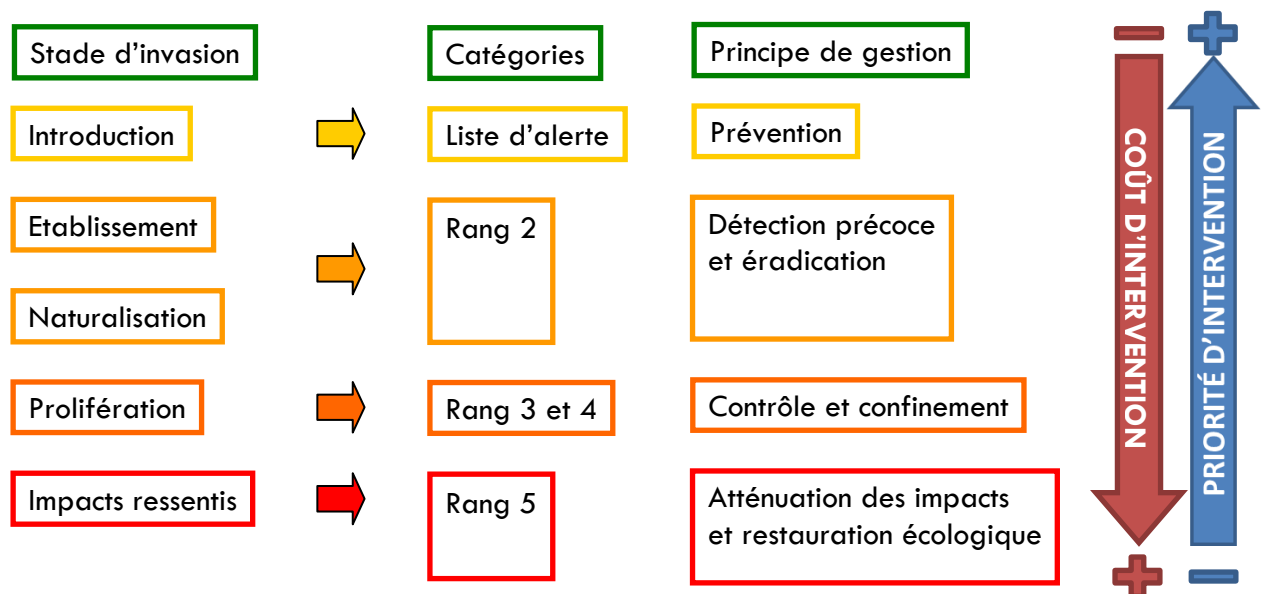 Stade d'invasion
Catégories
Principe de gestion
Introduction
Liste d'alerte
Prévention
Etablissement
Naturalisation
Rang 2
Détection précoce
et éradication
Prolifération
Rang 3 et 4
Contrôle et confinement
Impacts ressentis
Rang 5
Atténuation des impacts
et restauration écologique
COÛT D'INTERVENTION
PRIORITÉ D'INTERVENTION